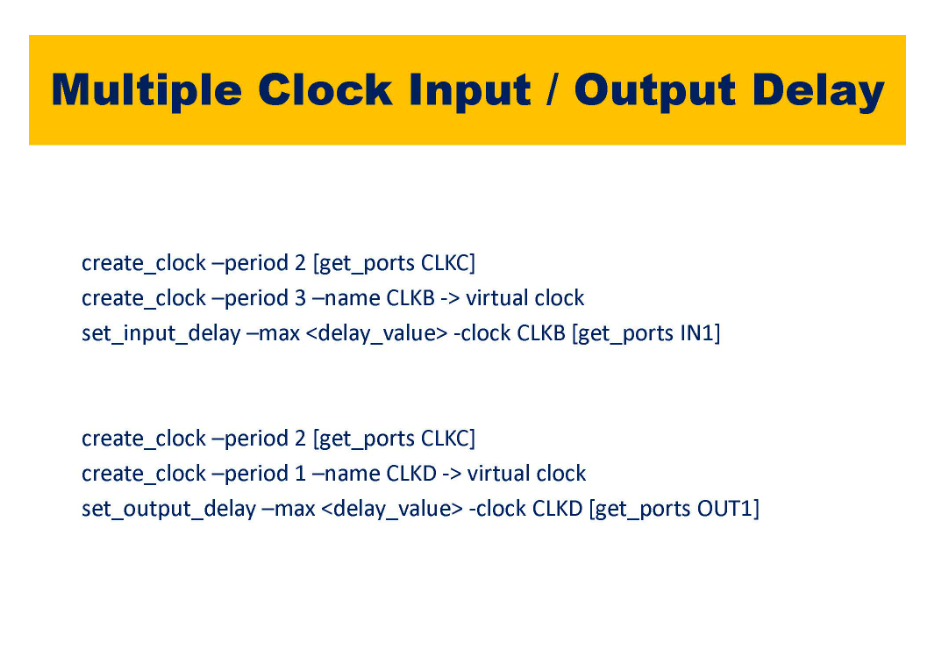 Multiple Clock Input / Output Delay
create_clock –period 2 [get_ports CLKC]
create_clock –period 3 –name CLKB -> virtual clock
set_input_delay –max <delay_value> -clock CLKB [get_ports IN1]
create_clock –period 2 [get_ports CLKC]
create_clock –period 1 –name CLKD -> virtual clock
set_output_delay –max <delay_value> -clock CLKD [get_ports OUT1]